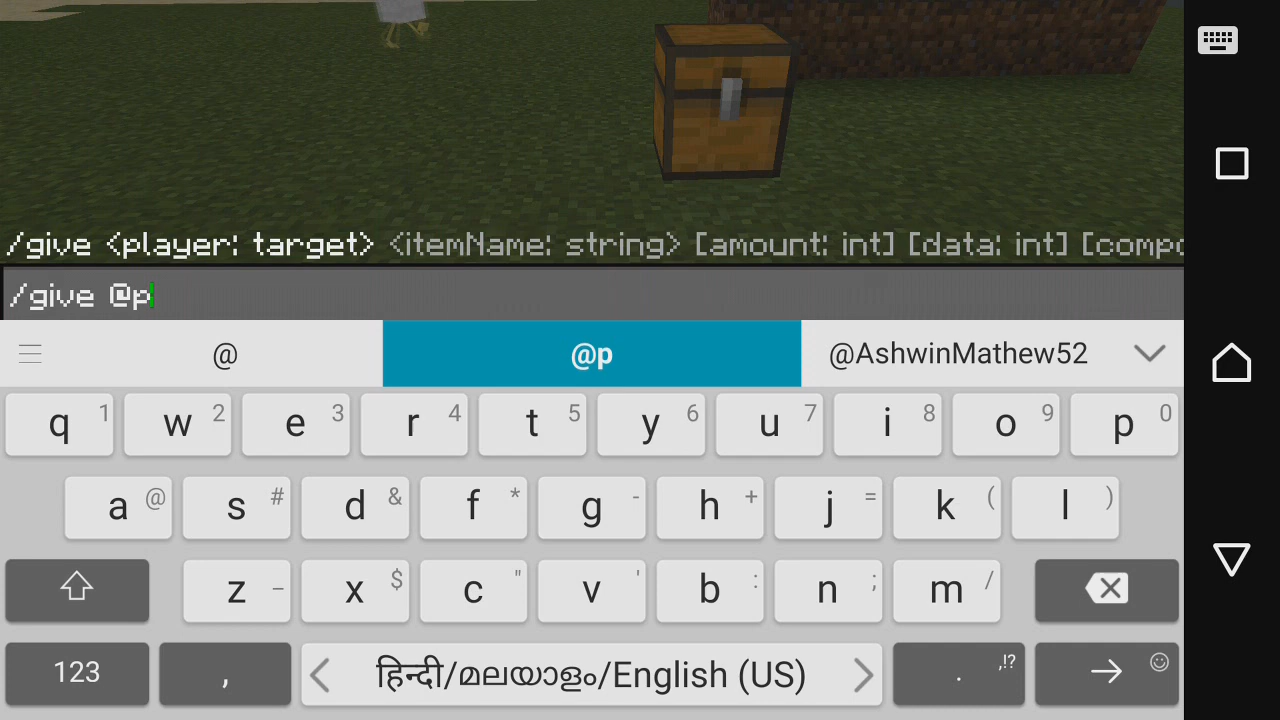 /give <player: target> <itemName: string> [amount: int] [data: int] [compo
/give @p
@ @p @AshwinMathew52
q 1 w 2 e 3 r 4 t 5 y 6 u 7 i 8 o 9 p 0
a @ s # d & f * g - h + j = k ( l )
z _ x $ c " v ' b : n ; m /
123 , हिन्दी/മലയാളം/English (US) . ,!?